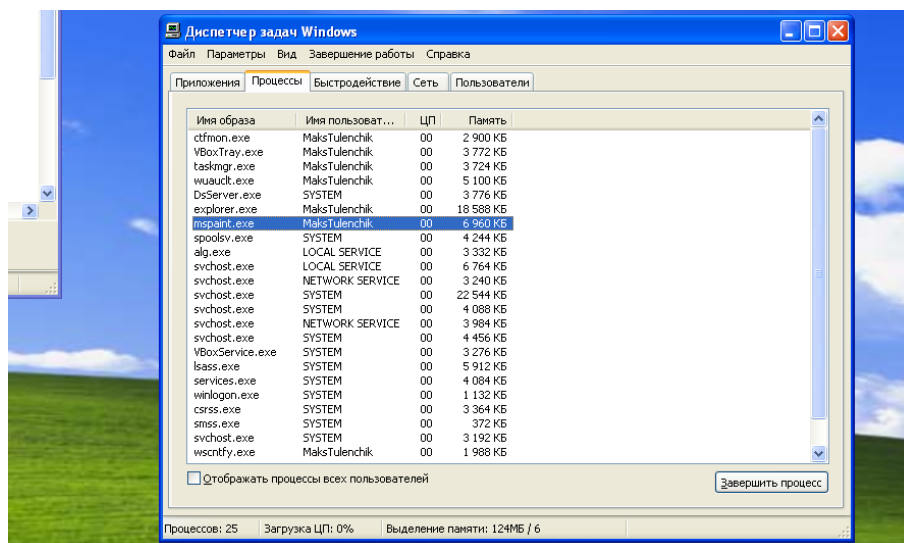 Диспетчер задач Windows
Файл Параметры Вид Завершение работы Справка
Приложения Процессы Быстродействие Сеть Пользователи
Имя образа Имя пользоват... ЦП Память
ctfmon.exe MaksTulenchik 00 2 900 КБ
VBoxTray.exe MaksTulenchik 00 3 772 КБ
taskmgr.exe MaksTulenchik 00 3 724 КБ
wuauclt.exe MaksTulenchik 00 5 100 КБ
DsServer.exe SYSTEM 00 3 776 КБ
explorer.exe MaksTulenchik 00 18 588 КБ
mspaint.exe MaksTulenchik 00 6 960 КБ
spoolsv.exe SYSTEM 00 4 244 КБ
alg.exe LOCAL SERVICE 00 3 332 КБ
svchost.exe LOCAL SERVICE 00 6 764 КБ
svchost.exe NETWORK SERVICE 00 3 240 КБ
svchost.exe SYSTEM 00 22 544 КБ
svchost.exe SYSTEM 00 4 088 КБ
svchost.exe NETWORK SERVICE 00 3 984 КБ
svchost.exe SYSTEM 00 4 456 КБ
VBoxService.exe SYSTEM 00 3 276 КБ
lsass.exe SYSTEM 00 5 912 КБ
services.exe SYSTEM 00 4 084 КБ
winlogon.exe SYSTEM 00 1 132 КБ
csrss.exe SYSTEM 00 3 364 КБ
smss.exe SYSTEM 00 372 КБ
svchost.exe SYSTEM 00 3 192 КБ
wscntfy.exe MaksTulenchik 00 1 988 КБ
Отображать процессы всех пользователей
Завершить процесс
Процессов: 25 Загрузка ЦП: 0% Выделение памяти: 124МБ / 6